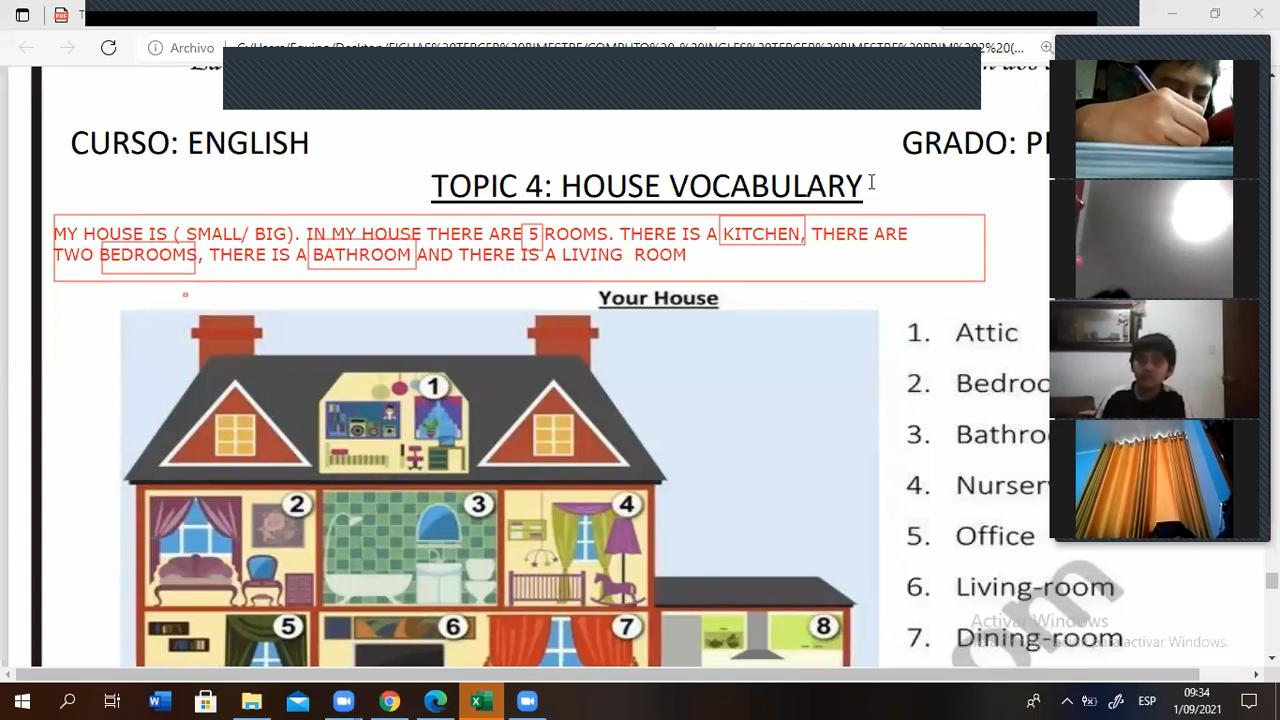 Archivo
CURSO: ENGLISH
TOPIC 4: HOUSE VOCABULARY
MY HOUSE IS ( SMALL/ BIG). IN MY HOUSE THERE ARE 5 ROOMS. THERE IS A KITCHEN, THERE ARE
TWO BEDROOMS, THERE IS A BATHROOM AND THERE IS A LIVING ROOM
Your House
1. Attic
2. Bedroo
3. Bathro
4. Nurser
5. Office
6. Living-room
7. Dining-room
1
2
3
4
5
6
7
8
Activar Windows
ESP
09:34
1/09/2021